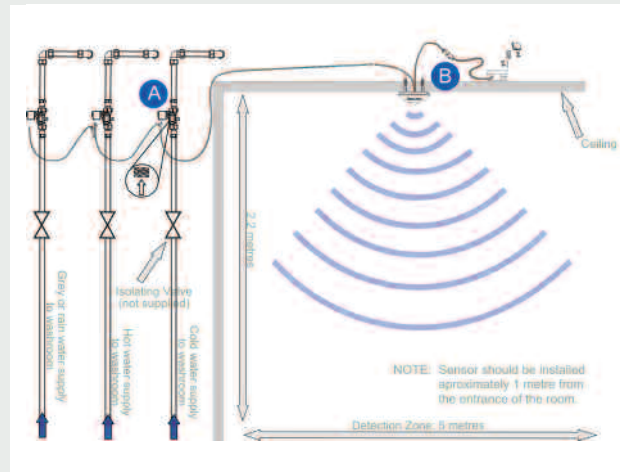 A
B
Ceiling
2.2 metres
Isolating Valve
(not supplied)
Grey or rain water supply
to washroom
Hot water supply
to washroom
Cold water supply
to washroom
NOTE: Sensor should be installed
aproximately 1 metre from
the entrance of the room.
Detection Zone: 5 metres